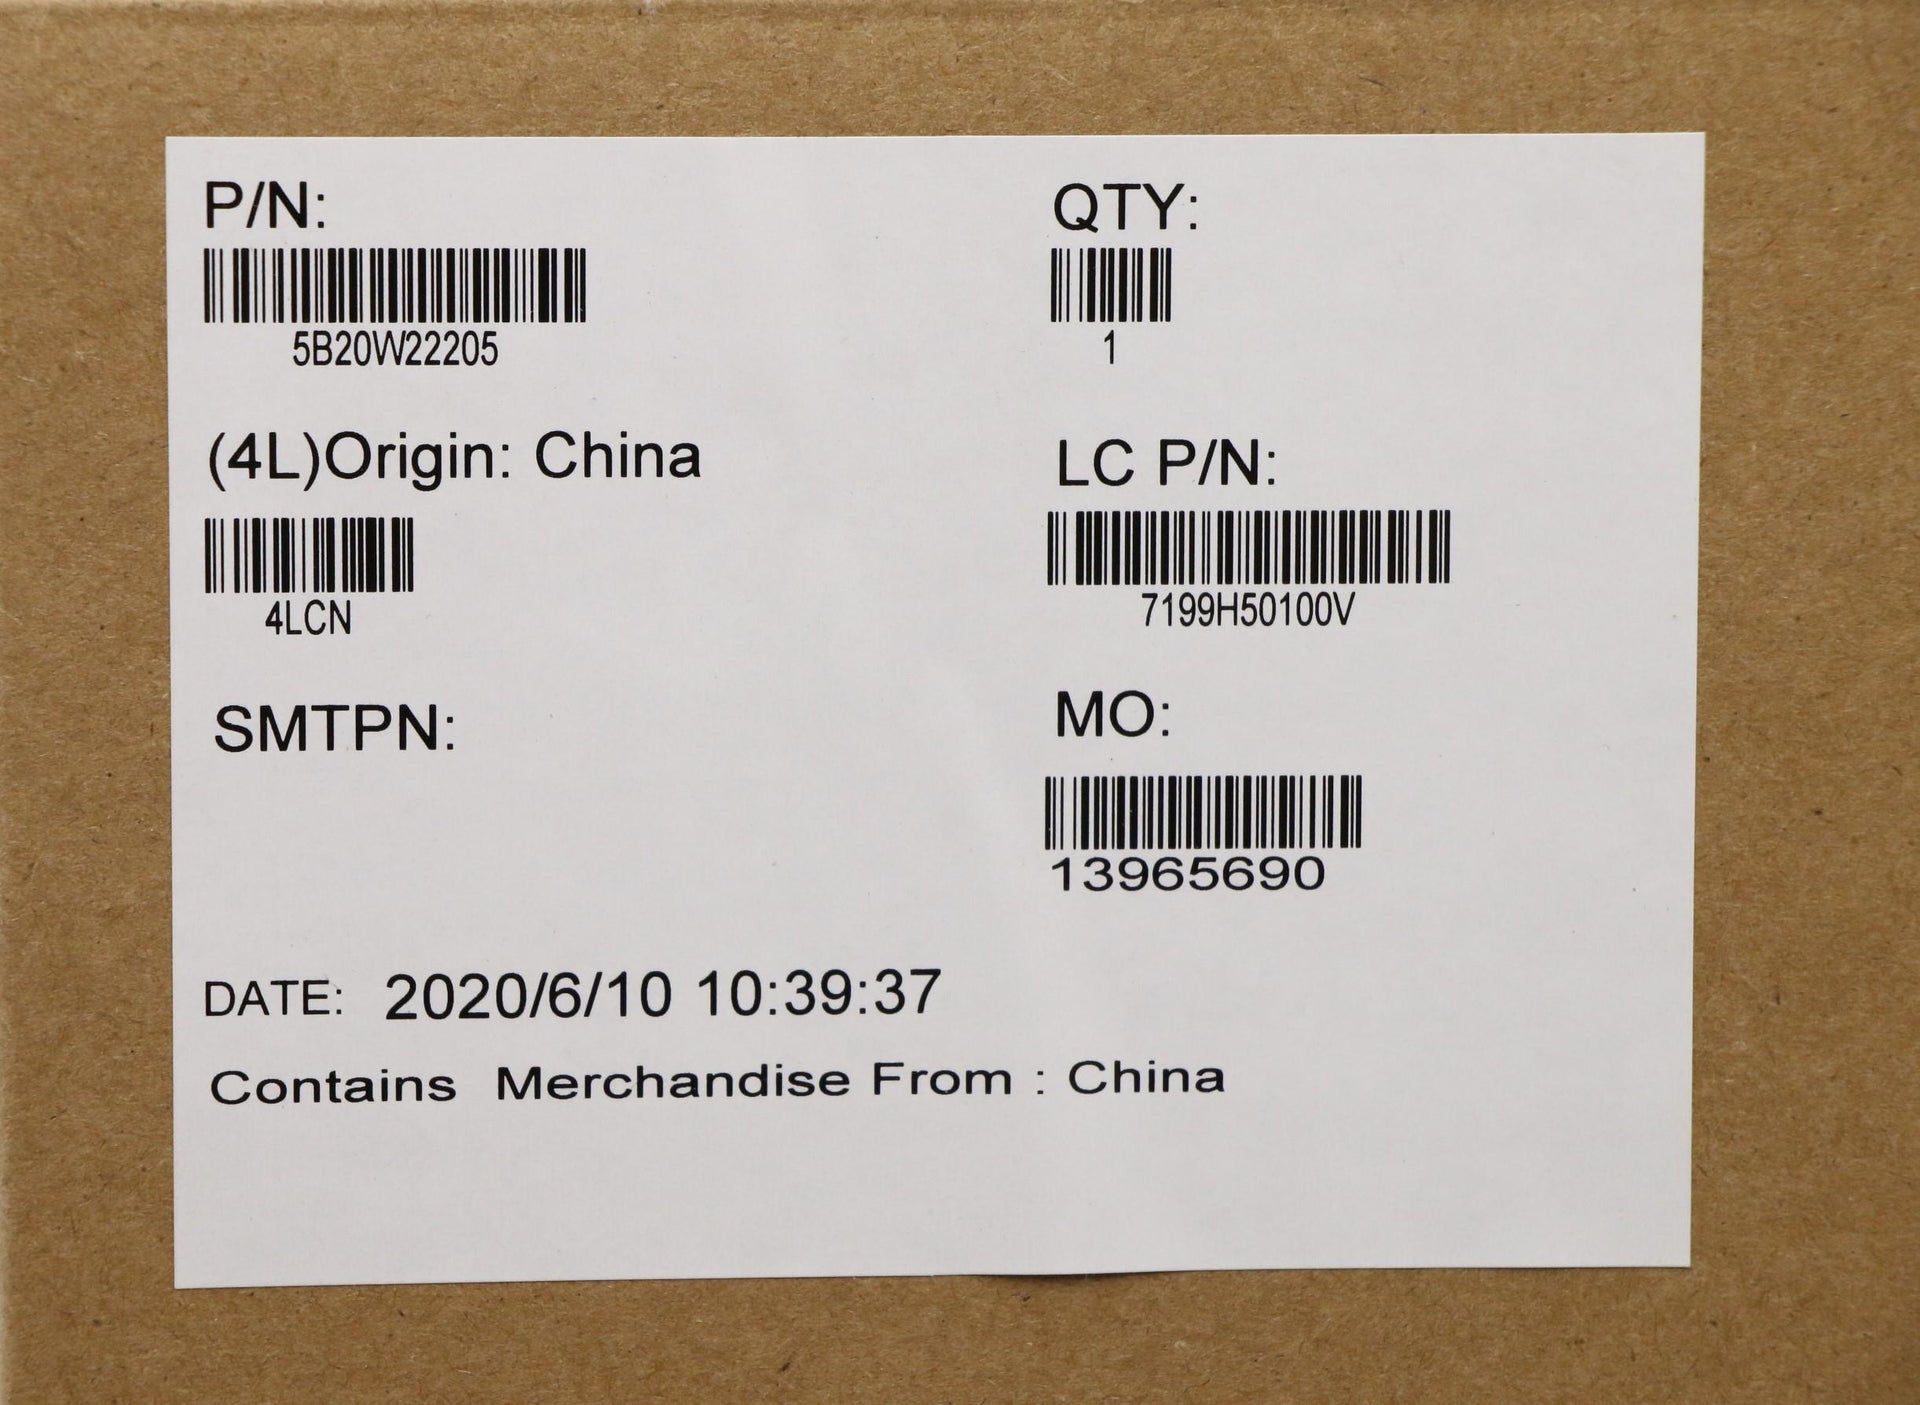 P/N:
5B20W22205
QTY:
1
(4L)Origin: China
4LCN
LC P/N:
7199H50100V
SMTPN:
MO:
13965690
DATE: 2020/6/10 10:39:37
Contains Merchandise From : China